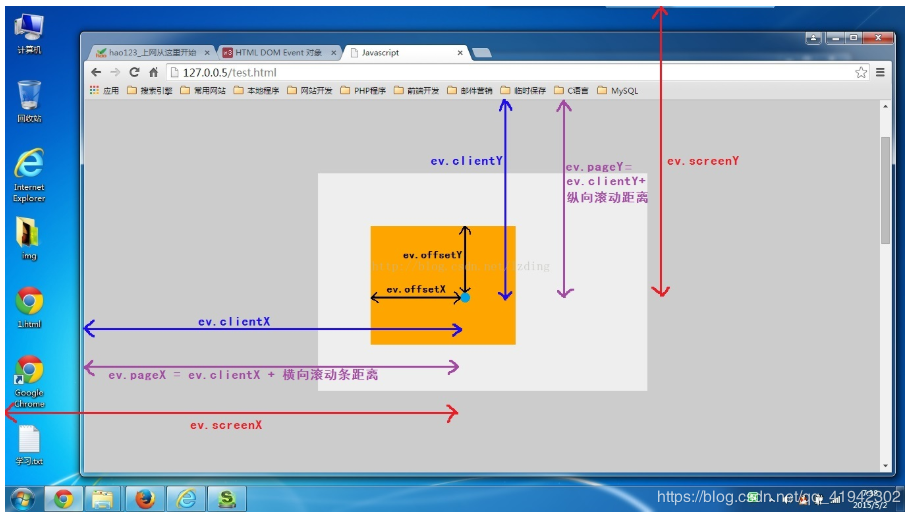 计算机
回收站
Internet
Explorer
img
1.html
Google
Chrome
学习.txt
hao123_上网从这里开始 ×
HTML DOM Event 对象 ×
Javascript ×
127.0.0.5/test.html
应用 搜索引擎 常用网站 本地程序 网站开发 PHP程序 前端开发 邮件营销 临时保存 C语言 MySQL
ev.clientY
ev.pageY=
ev.clientY+
纵向滚动距离
ev.screenY
ev.offsetY
ev.offsetX
ev.clientX
ev.pageX = ev.clientX + 横向滚动条距离
ev.screenX
https://blog.csdn.net/qq_41942302
2015/5/2